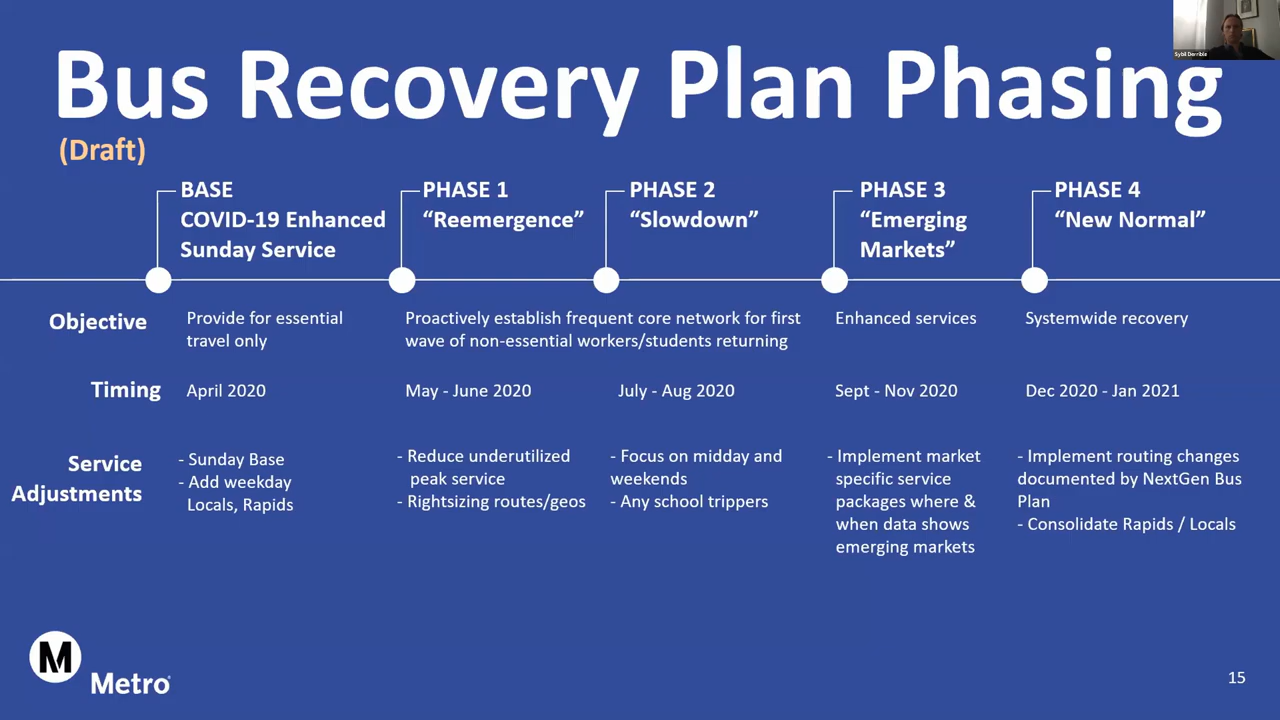 Sybil Derrible
Bus Recovery Plan Phasing
(Draft)
BASE
COVID-19 Enhanced
Sunday Service
PHASE 1
“Reemergence”
PHASE 2
“Slowdown”
PHASE 3
“Emerging
Markets”
PHASE 4
“New Normal”
Objective
Provide for essential
travel only
Proactively establish frequent core network for first
wave of non-essential workers/students returning
Enhanced services
Systemwide recovery
Timing
April 2020
May - June 2020
July - Aug 2020
Sept - Nov 2020
Dec 2020 - Jan 2021
Service
Adjustments
- Sunday Base
- Add weekday
Locals, Rapids
- Reduce underutilized
peak service
- Rightsizing routes/geos
- Focus on midday and
weekends
- Any school trippers
- Implement market
specific service
packages where &
when data shows
emerging markets
- Implement routing changes
documented by NextGen Bus
Plan
- Consolidate Rapids / Locals
M
Metro
15